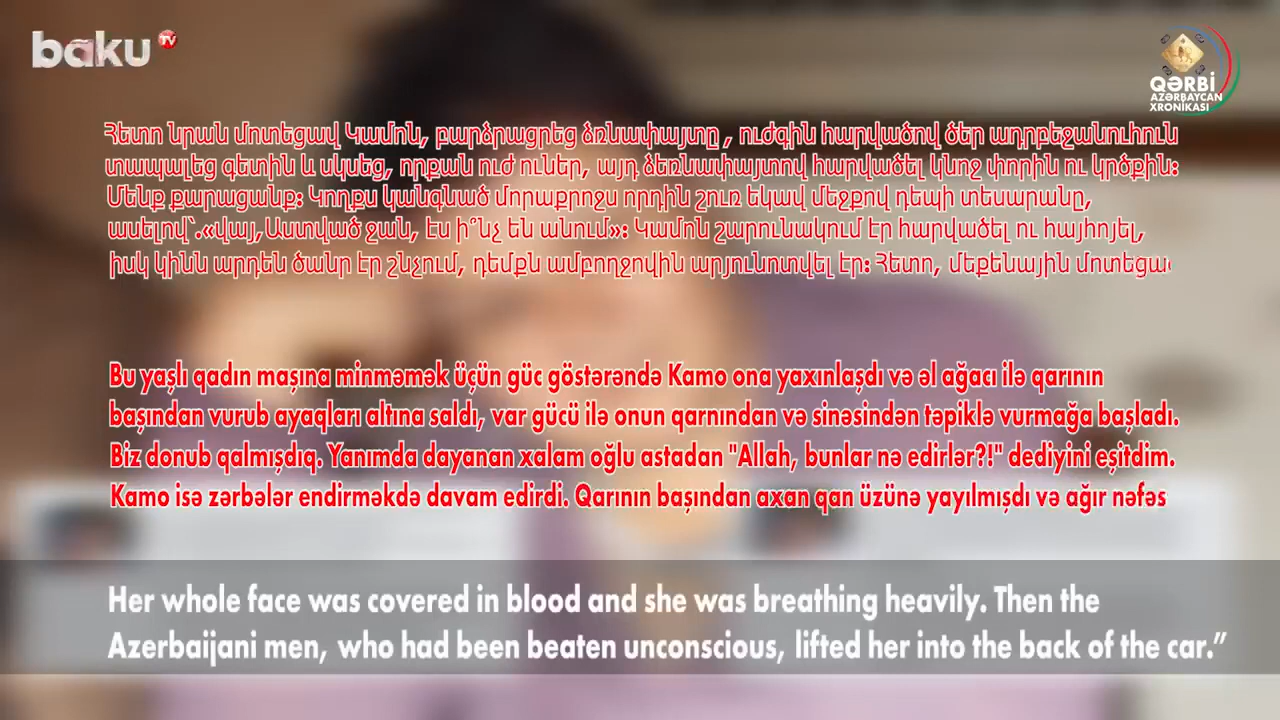 baku TV
QƏRBİ
AZƏRBAYCAN
XRONIKASI
Հետո նրան մոտեցավ Կամոն, բարձրացրեց ձռնափայտը , ուժգին հարվածով ծեր ադրբեջանուհուն
տապալեց գետին և սկսեց, որքան ուժ ուներ, այդ ձեռնափայտով հարվածել կնոջ փորին ու կրծքին:
Մենք քարացանք: Կողքս կանգնած մորաքրոջս որդին շուռ եկավ մեջքով դեպի տեսարանը,
ասելով՝.«վայ,Աստված ջան, էս ի՞նչ են անում»: Կամոն շարունակում էր հարվածել ու հայհոյել,
իսկ կինն արդեն ծանր էր շնչում, դեմքն ամբողջովին արյունոտվել էր: Հետո, մեքենային մոտեցա
Bu yaşlı qadın maşına minməmək üçün güc göstərəndə Kamo ona yaxınlaşdı və əl ağacı ilə qarının
başından vurub ayaqları altına saldı, var gücü ilə onun qarnından və sinəsindən təpiklə vurmağa başladı.
Biz donub qalmışdıq. Yanımda dayanan xalam oğlu astadan "Allah, bunlar nə edirlər?!" dediyini eşitdim.
Kamo isə zərbələr endirməkdə davam edirdi. Qarının başından axan qan üzünə yayılmışdı və ağır nəfəs
Her whole face was covered in blood and she was breathing heavily. Then the
Azerbaijani men, who had been beaten unconscious, lifted her into the back of the car.”